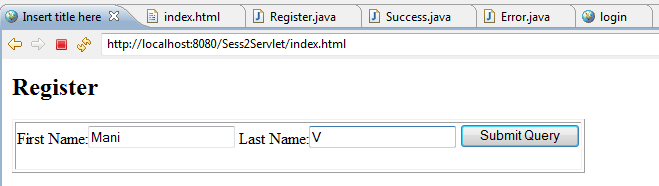 Insert title here index.html Register.java Success.java Error.java login
http://localhost:8080/Sess2Servlet/index.html
Register
First Name: Mani Last Name: V Submit Query